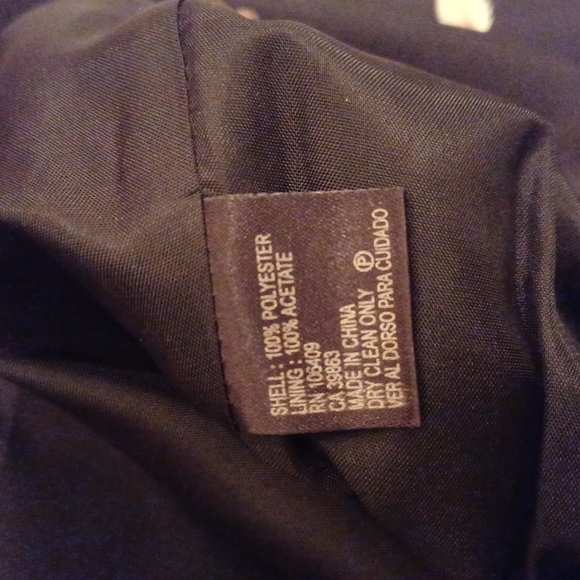 SHELL : 100% POLYESTER
LINING : 100% ACETATE
RN 106409
CA 39863
MADE IN CHINA
DRY CLEAN ONLY Ⓟ
VER AL DORSO PARA CUIDADO